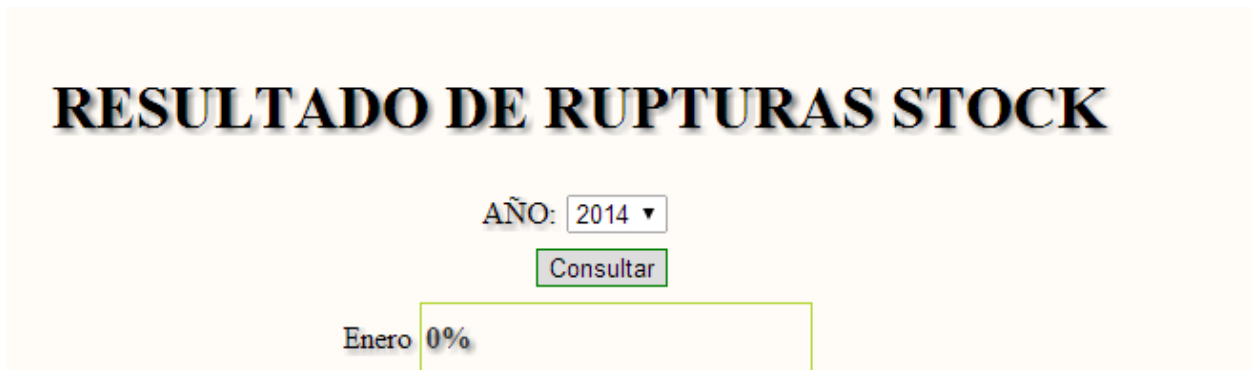 RESULTADO DE RUPTURAS STOCK
AÑO: 2014
Consultar
Enero 0%